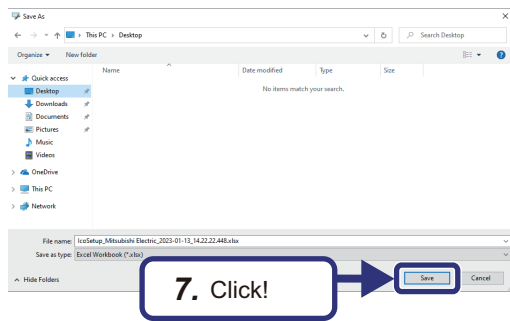 Save As
This PC > Desktop
Search Desktop
Organize
New folder
Name
Date modified
Type
Size
Quick access
No items match your search.
Desktop
Downloads
Documents
Pictures
Music
Videos
OneDrive
This PC
Network
File name: IcoSetup_Mitsubishi Electric_2023-01-13_14.22.22.448.xlsx
Save as type: Excel Workbook (*.xlsx)
Hide Folders
7. Click!
Save
Cancel